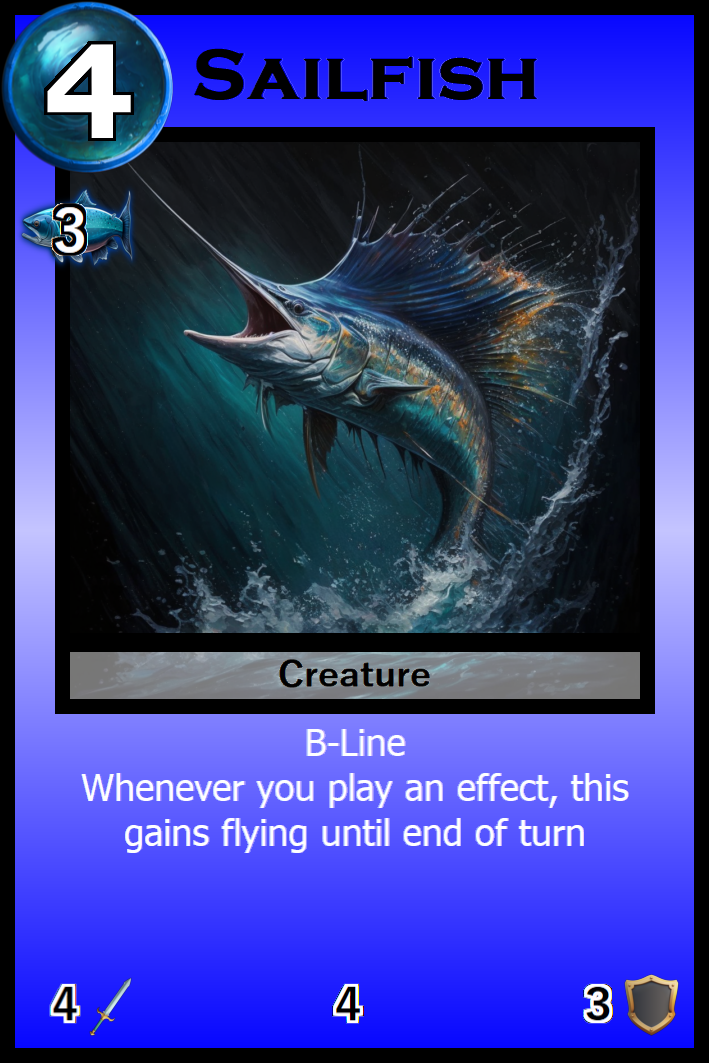 4
Sailfish
3
Creature
B-Line
Whenever you play an effect, this
gains flying until end of turn
4 4 3